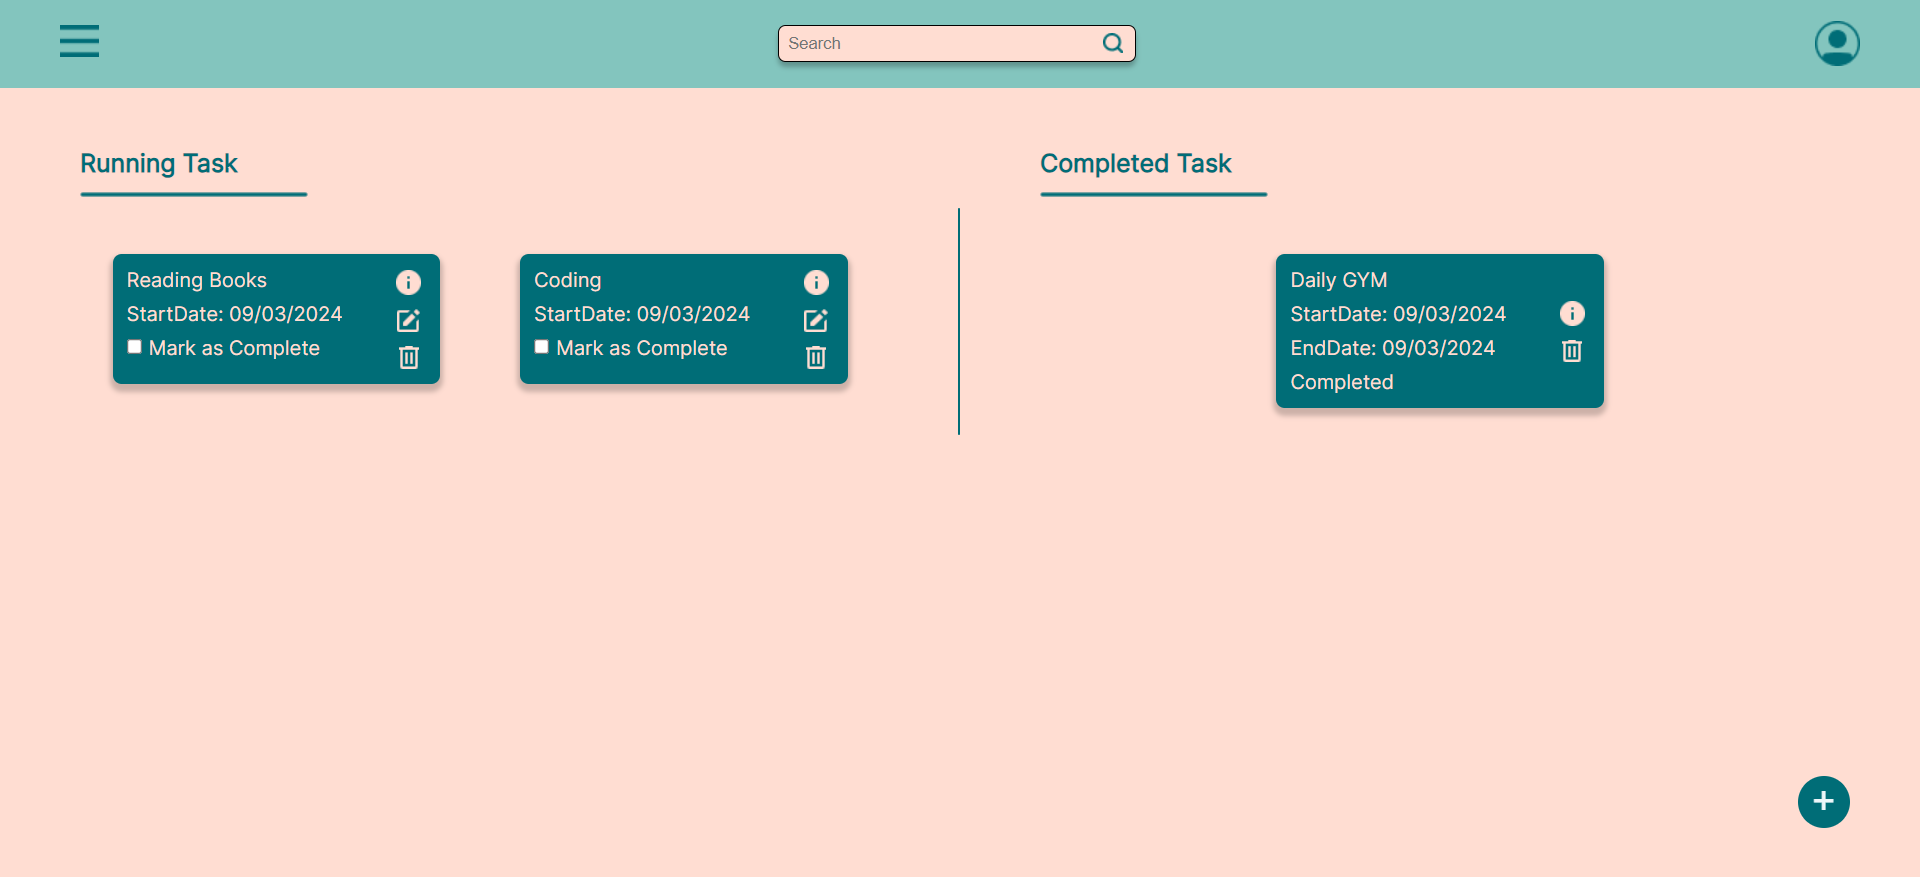 Search
Running Task
Reading Books
StartDate: 09/03/2024
Mark as Complete
Coding
StartDate: 09/03/2024
Mark as Complete
Completed Task
Daily GYM
StartDate: 09/03/2024
EndDate: 09/03/2024
Completed